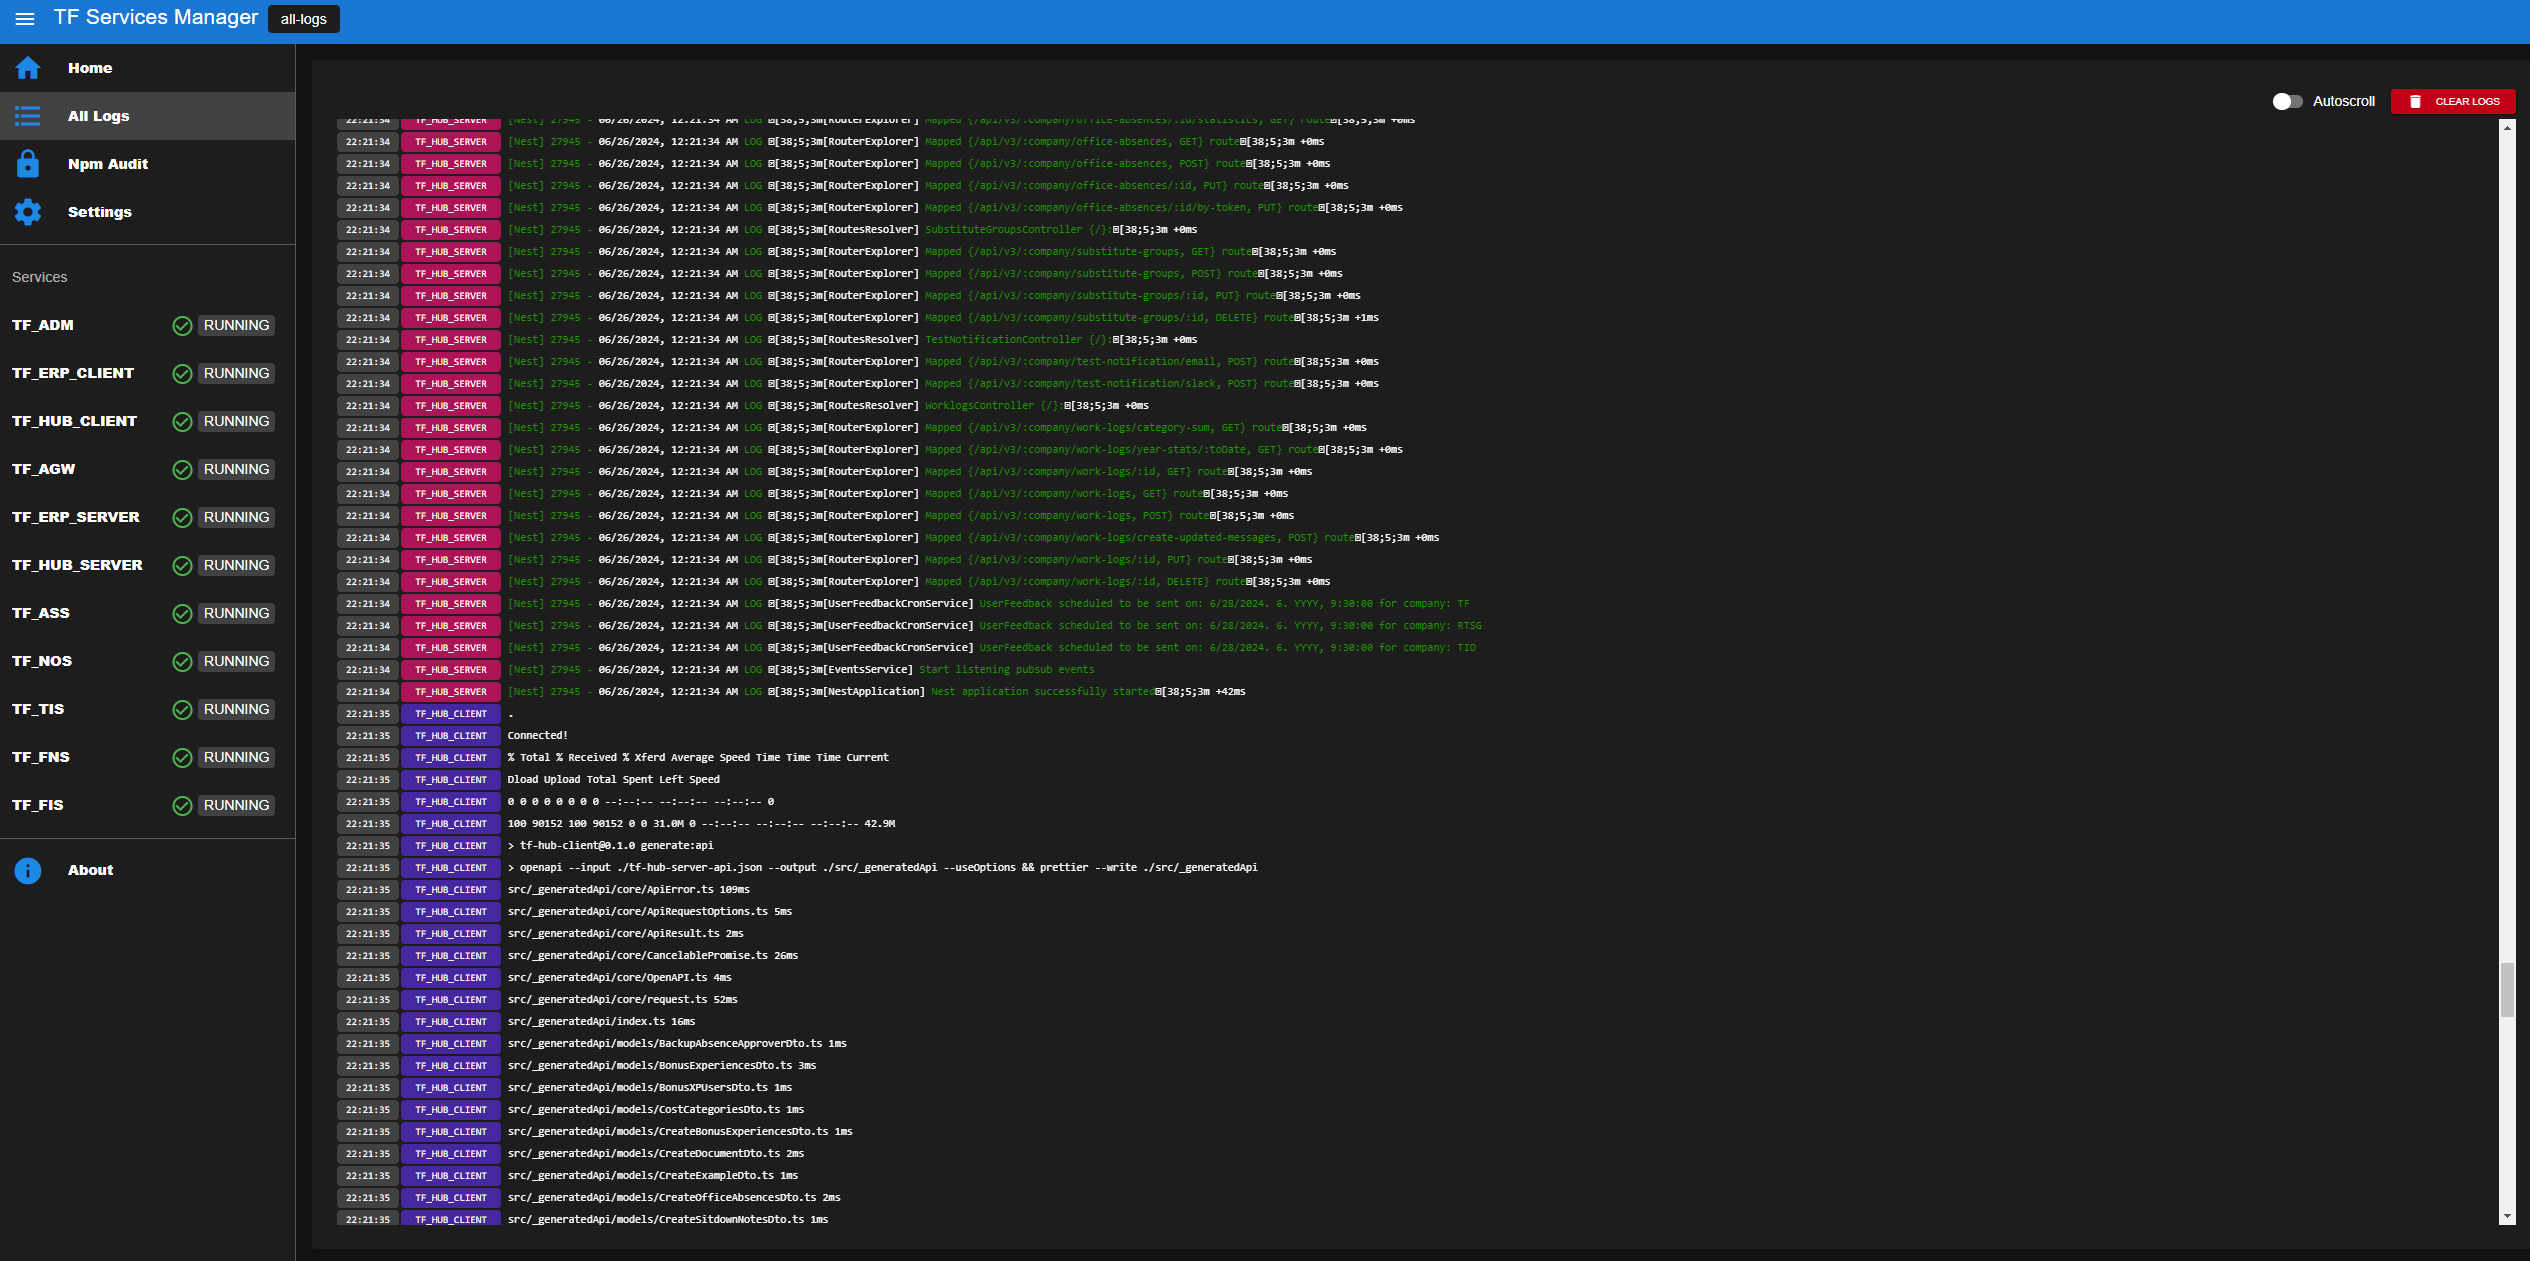 TF Services Manager all-logs
Home
All Logs
Npm Audit
Settings
Services
TF_ADM RUNNING
TF_ERP_CLIENT RUNNING
TF_HUB_CLIENT RUNNING
TF_AGW RUNNING
TF_ERP_SERVER RUNNING
TF_HUB_SERVER RUNNING
TF_ASS RUNNING
TF_NOS RUNNING
TF_TIS RUNNING
TF_FNS RUNNING
TF_FIS RUNNING
About
Autoscroll CLEAR LOGS
22:21:34 TF_HUB_SERVER [Nest] 27945 - 06/26/2024, 12:21:34 AM LOG [38;5;3m[RouterExplorer] Mapped {/api/v3/:company/office-absences/:id/statistics, GET} route[38;5;3m +0ms
22:21:34 TF_HUB_SERVER [Nest] 27945 - 06/26/2024, 12:21:34 AM LOG [38;5;3m[RouterExplorer] Mapped {/api/v3/:company/office-absences, GET} route[38;5;3m +0ms
22:21:34 TF_HUB_SERVER [Nest] 27945 - 06/26/2024, 12:21:34 AM LOG [38;5;3m[RouterExplorer] Mapped {/api/v3/:company/office-absences, POST} route[38;5;3m +0ms
22:21:34 TF_HUB_SERVER [Nest] 27945 - 06/26/2024, 12:21:34 AM LOG [38;5;3m[RouterExplorer] Mapped {/api/v3/:company/office-absences/:id, PUT} route[38;5;3m +0ms
22:21:34 TF_HUB_SERVER [Nest] 27945 - 06/26/2024, 12:21:34 AM LOG [38;5;3m[RouterExplorer] Mapped {/api/v3/:company/office-absences/:id/by-token, PUT} route[38;5;3m +0ms
22:21:34 TF_HUB_SERVER [Nest] 27945 - 06/26/2024, 12:21:34 AM LOG [38;5;3m[RoutesResolver] SubstituteGroupsController {/}:[38;5;3m +0ms
22:21:34 TF_HUB_SERVER [Nest] 27945 - 06/26/2024, 12:21:34 AM LOG [38;5;3m[RouterExplorer] Mapped {/api/v3/:company/substitute-groups, GET} route[38;5;3m +0ms
22:21:34 TF_HUB_SERVER [Nest] 27945 - 06/26/2024, 12:21:34 AM LOG [38;5;3m[RouterExplorer] Mapped {/api/v3/:company/substitute-groups, POST} route[38;5;3m +0ms
22:21:34 TF_HUB_SERVER [Nest] 27945 - 06/26/2024, 12:21:34 AM LOG [38;5;3m[RouterExplorer] Mapped {/api/v3/:company/substitute-groups/:id, PUT} route[38;5;3m +0ms
22:21:34 TF_HUB_SERVER [Nest] 27945 - 06/26/2024, 12:21:34 AM LOG [38;5;3m[RouterExplorer] Mapped {/api/v3/:company/substitute-groups/:id, DELETE} route[38;5;3m +1ms
22:21:34 TF_HUB_SERVER [Nest] 27945 - 06/26/2024, 12:21:34 AM LOG [38;5;3m[RoutesResolver] TestNotificationController {/}:[38;5;3m +0ms
22:21:34 TF_HUB_SERVER [Nest] 27945 - 06/26/2024, 12:21:34 AM LOG [38;5;3m[RouterExplorer] Mapped {/api/v3/:company/test-notification/email, POST} route[38;5;3m +0ms
22:21:34 TF_HUB_SERVER [Nest] 27945 - 06/26/2024, 12:21:34 AM LOG [38;5;3m[RouterExplorer] Mapped {/api/v3/:company/test-notification/slack, POST} route[38;5;3m +0ms
22:21:34 TF_HUB_SERVER [Nest] 27945 - 06/26/2024, 12:21:34 AM LOG [38;5;3m[RoutesResolver] WorklogsController {/}:[38;5;3m +0ms
22:21:34 TF_HUB_SERVER [Nest] 27945 - 06/26/2024, 12:21:34 AM LOG [38;5;3m[RouterExplorer] Mapped {/api/v3/:company/work-logs/category-sum, GET} route[38;5;3m +0ms
22:21:34 TF_HUB_SERVER [Nest] 27945 - 06/26/2024, 12:21:34 AM LOG [38;5;3m[RouterExplorer] Mapped {/api/v3/:company/work-logs/year-stats/:toDate, GET} route[38;5;3m +0ms
22:21:34 TF_HUB_SERVER [Nest] 27945 - 06/26/2024, 12:21:34 AM LOG [38;5;3m[RouterExplorer] Mapped {/api/v3/:company/work-logs/:id, GET} route[38;5;3m +0ms
22:21:34 TF_HUB_SERVER [Nest] 27945 - 06/26/2024, 12:21:34 AM LOG [38;5;3m[RouterExplorer] Mapped {/api/v3/:company/work-logs, GET} route[38;5;3m +0ms
22:21:34 TF_HUB_SERVER [Nest] 27945 - 06/26/2024, 12:21:34 AM LOG [38;5;3m[RouterExplorer] Mapped {/api/v3/:company/work-logs, POST} route[38;5;3m +0ms
22:21:34 TF_HUB_SERVER [Nest] 27945 - 06/26/2024, 12:21:34 AM LOG [38;5;3m[RouterExplorer] Mapped {/api/v3/:company/work-logs/create-updated-messages, POST} route[38;5;3m +0ms
22:21:34 TF_HUB_SERVER [Nest] 27945 - 06/26/2024, 12:21:34 AM LOG [38;5;3m[RouterExplorer] Mapped {/api/v3/:company/work-logs/:id, PUT} route[38;5;3m +0ms
22:21:34 TF_HUB_SERVER [Nest] 27945 - 06/26/2024, 12:21:34 AM LOG [38;5;3m[RouterExplorer] Mapped {/api/v3/:company/work-logs/:id, DELETE} route[38;5;3m +0ms
22:21:34 TF_HUB_SERVER [Nest] 27945 - 06/26/2024, 12:21:34 AM LOG [38;5;3m[UserFeedbackCronService] UserFeedback scheduled to be sent on: 6/28/2024. 6. YYYY, 9:30:00 for company: TF
22:21:34 TF_HUB_SERVER [Nest] 27945 - 06/26/2024, 12:21:34 AM LOG [38;5;3m[UserFeedbackCronService] UserFeedback scheduled to be sent on: 6/28/2024. 6. YYYY, 9:30:00 for company: RTSG
22:21:34 TF_HUB_SERVER [Nest] 27945 - 06/26/2024, 12:21:34 AM LOG [38;5;3m[UserFeedbackCronService] UserFeedback scheduled to be sent on: 6/28/2024. 6. YYYY, 9:30:00 for company: TIO
22:21:34 TF_HUB_SERVER [Nest] 27945 - 06/26/2024, 12:21:34 AM LOG [38;5;3m[EventsService] Start listening pubsub events
22:21:34 TF_HUB_SERVER [Nest] 27945 - 06/26/2024, 12:21:34 AM LOG [38;5;3m[NestApplication] Nest application successfully started[38;5;3m +42ms
22:21:35 TF_HUB_CLIENT .
22:21:35 TF_HUB_CLIENT Connected!
22:21:35 TF_HUB_CLIENT % Total % Received % Xferd Average Speed Time Time Time Current
22:21:35 TF_HUB_CLIENT Dload Upload Total Spent Left Speed
22:21:35 TF_HUB_CLIENT 0 0 0 0 0 0 0 0 --:--:-- --:--:-- --:--:-- 0
22:21:35 TF_HUB_CLIENT 100 90152 100 90152 0 0 31.0M 0 --:--:-- --:--:-- --:--:-- 42.9M
22:21:35 TF_HUB_CLIENT > tf-hub-client@0.1.0 generate:api
22:21:35 TF_HUB_CLIENT > openapi --input ./tf-hub-server-api.json --output ./src/_generatedApi --useOptions && prettier --write ./src/_generatedApi
22:21:35 TF_HUB_CLIENT src/_generatedApi/core/ApiError.ts 109ms
22:21:35 TF_HUB_CLIENT src/_generatedApi/core/ApiRequestOptions.ts 5ms
22:21:35 TF_HUB_CLIENT src/_generatedApi/core/ApiResult.ts 2ms
22:21:35 TF_HUB_CLIENT src/_generatedApi/core/CancelablePromise.ts 26ms
22:21:35 TF_HUB_CLIENT src/_generatedApi/core/OpenAPI.ts 4ms
22:21:35 TF_HUB_CLIENT src/_generatedApi/core/request.ts 52ms
22:21:35 TF_HUB_CLIENT src/_generatedApi/index.ts 16ms
22:21:35 TF_HUB_CLIENT src/_generatedApi/models/BackupAbsenceApproverDto.ts 1ms
22:21:35 TF_HUB_CLIENT src/_generatedApi/models/BonusExperiencesDto.ts 3ms
22:21:35 TF_HUB_CLIENT src/_generatedApi/models/BonusXPUsersDto.ts 1ms
22:21:35 TF_HUB_CLIENT src/_generatedApi/models/CostCategoriesDto.ts 1ms
22:21:35 TF_HUB_CLIENT src/_generatedApi/models/CreateBonusExperiencesDto.ts 1ms
22:21:35 TF_HUB_CLIENT src/_generatedApi/models/CreateDocumentDto.ts 2ms
22:21:35 TF_HUB_CLIENT src/_generatedApi/models/CreateExampleDto.ts 1ms
22:21:35 TF_HUB_CLIENT src/_generatedApi/models/CreateOfficeAbsencesDto.ts 2ms
22:21:35 TF_HUB_CLIENT src/_generatedApi/models/CreateSitdownNotesDto.ts 1ms